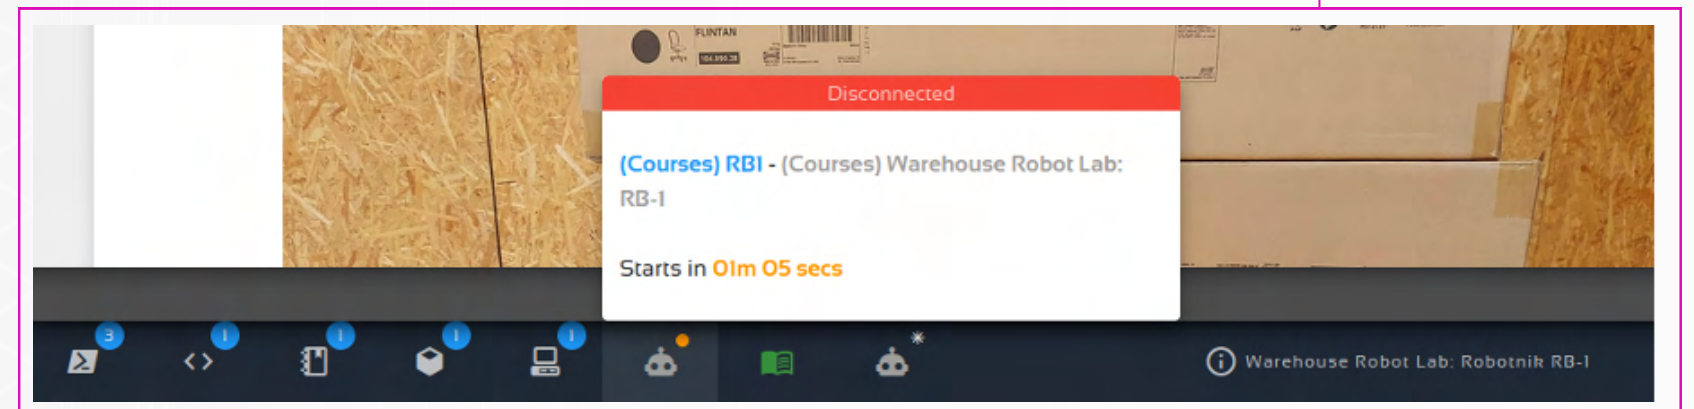 FLINTAN
Disconnected
(Courses) RB1 - (Courses) Warehouse Robot Lab:
RB-1
Starts in 01m 05 secs
3
1
1
1
1
Warehouse Robot Lab: Robotnik RB-1